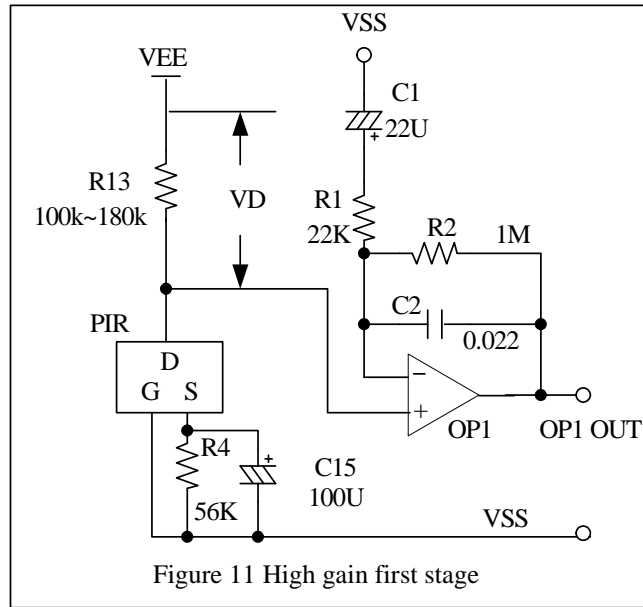 VSS
VEE
C1
22U
+
R13
100k~180k
VD
R1
22K
R2
1M
PIR
C2
0.022
D
G S
−
+
OP1
OP1 OUT
R4
+
C15
100U
56K
VSS
Figure 11 High gain first stage